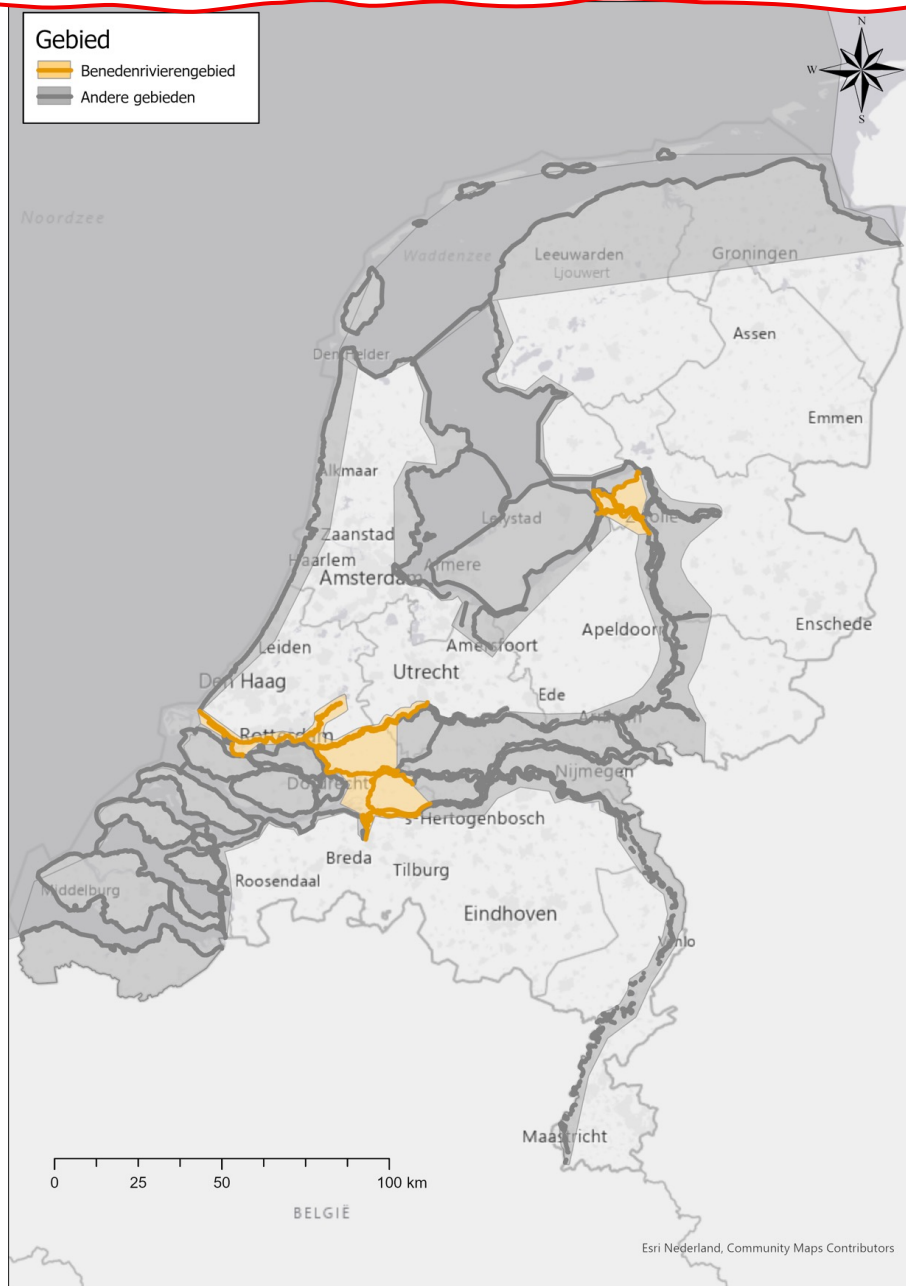 Gebied
Benedenrivierengebied
Andere gebieden
N
W
S
Noordzee
Waddenzee
Leeuwarden
Ljouwert
Groningen
Assen
Den Helder
Emmen
Alkmaar
Lelystad
Zwolle
Zaanstad
Haarlem
Almere
Amsterdam
Enschede
Apeldoorn
Leiden
Amersfoort
Utrecht
Den Haag
Ede
Arnhem
Rotterdam
Nijmegen
Dordrecht
's-Hertogenbosch
Breda
Tilburg
Roosendaal
Middelburg
Eindhoven
Venlo
Maastricht
0 25 50 100 km
BELGIË
Esri Nederland, Community Maps Contributors